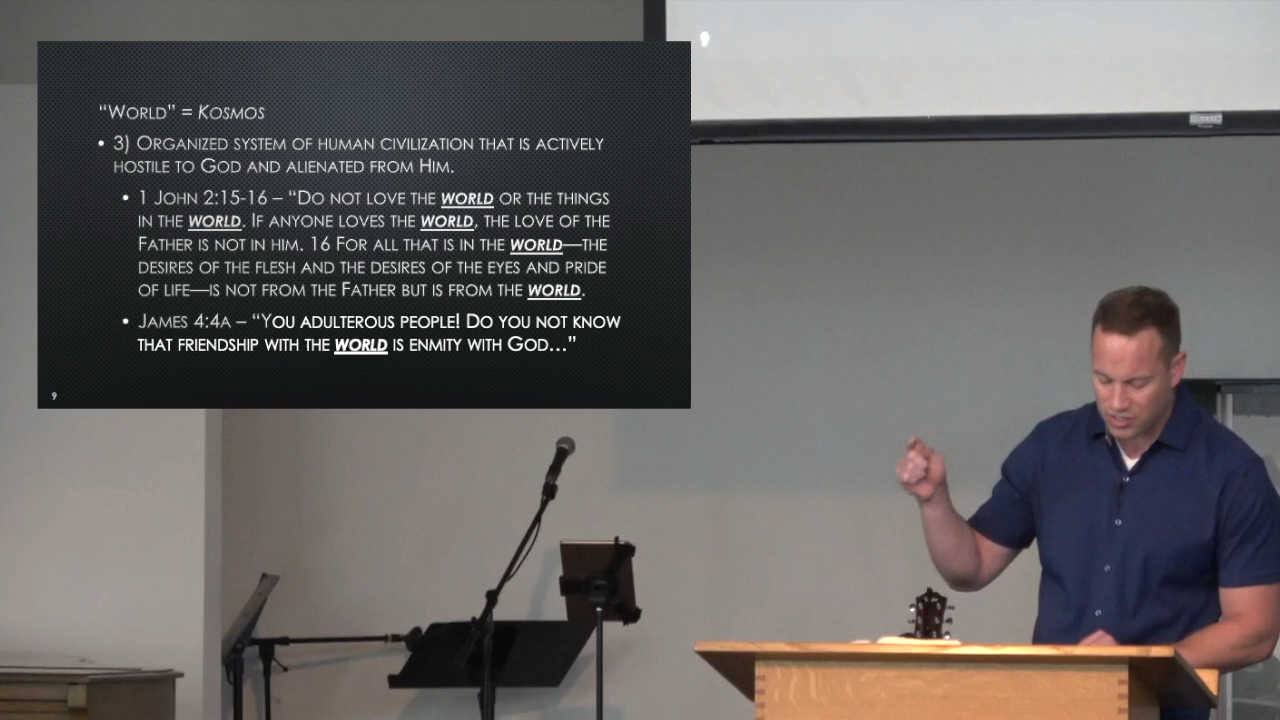 “World” = Kosmos
• 3) Organized system of human civilization that is actively
hostile to God and alienated from Him.
• 1 John 2:15-16 – “Do not love the world or the things
in the world. If anyone loves the world, the love of the
Father is not in him. 16 For all that is in the world—the
desires of the flesh and the desires of the eyes and pride
of life—is not from the Father but is from the world.
• James 4:4a – “You adulterous people! Do you not know
that friendship with the world is enmity with God…”
9